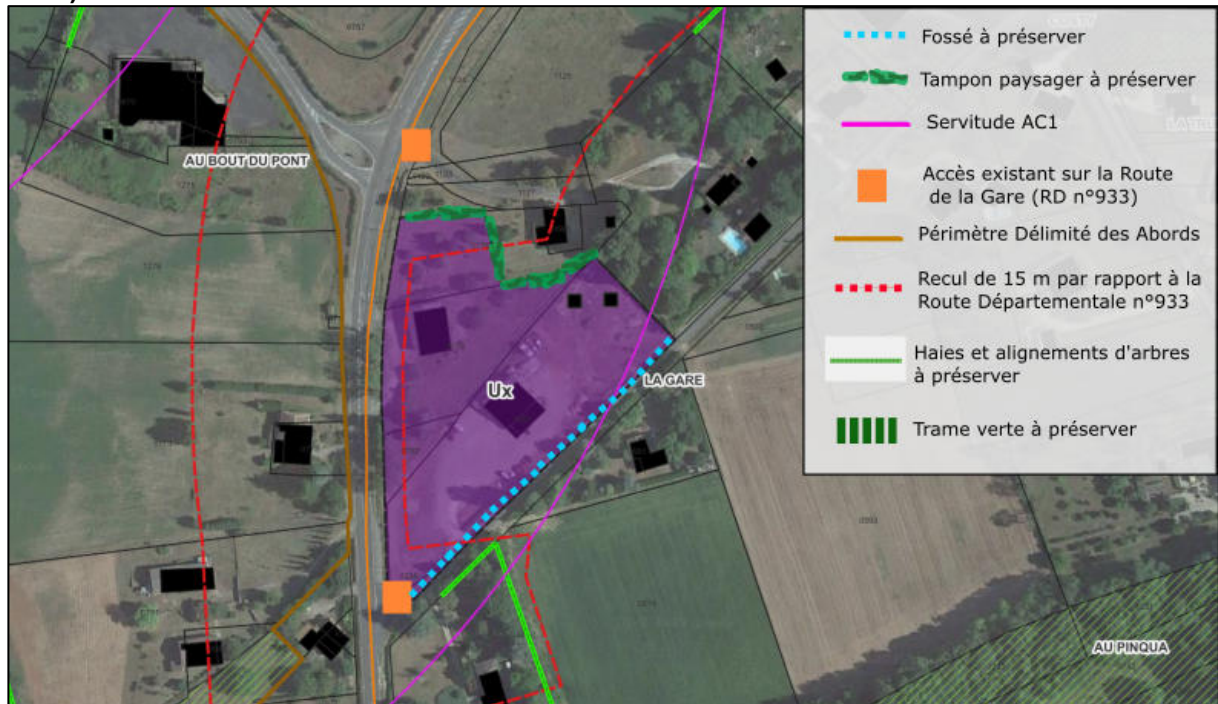 Fossé à préserver
Tampon paysager à préserver
Servitude AC1
Accès existant sur la Route
de la Gare (RD n°933)
Périmètre Délimité des Abords
Recul de 15 m par rapport à la
Route Départementale n°933
Haies et alignements d'arbres
à préserver
Trame verte à préserver
AU BOUT DU PONT
Ux
LA GARE
AU PINQUA